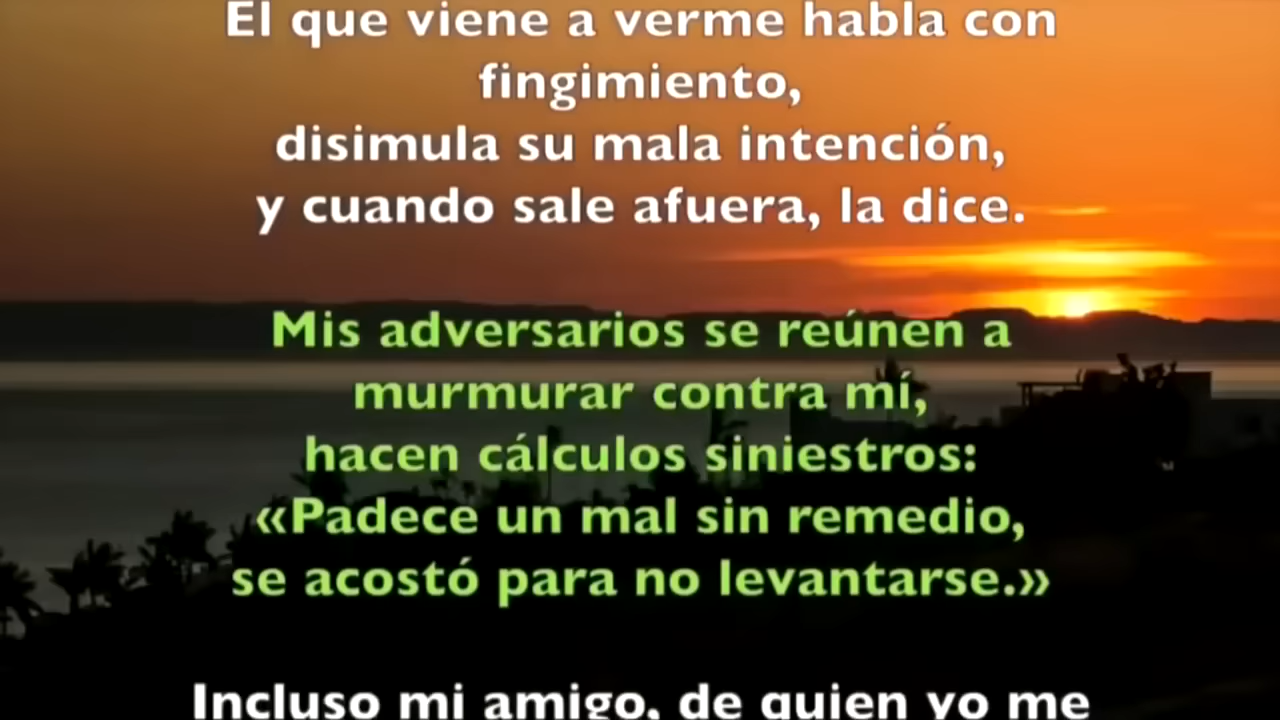 El que viene a verme habla con
fingimiento,
disimula su mala intención,
y cuando sale afuera, la dice.
Mis adversarios se reúnen a
murmurar contra mí,
hacen cálculos siniestros:
«Padece un mal sin remedio,
se acostó para no levantarse.»
Incluso mi amigo, de quien yo me